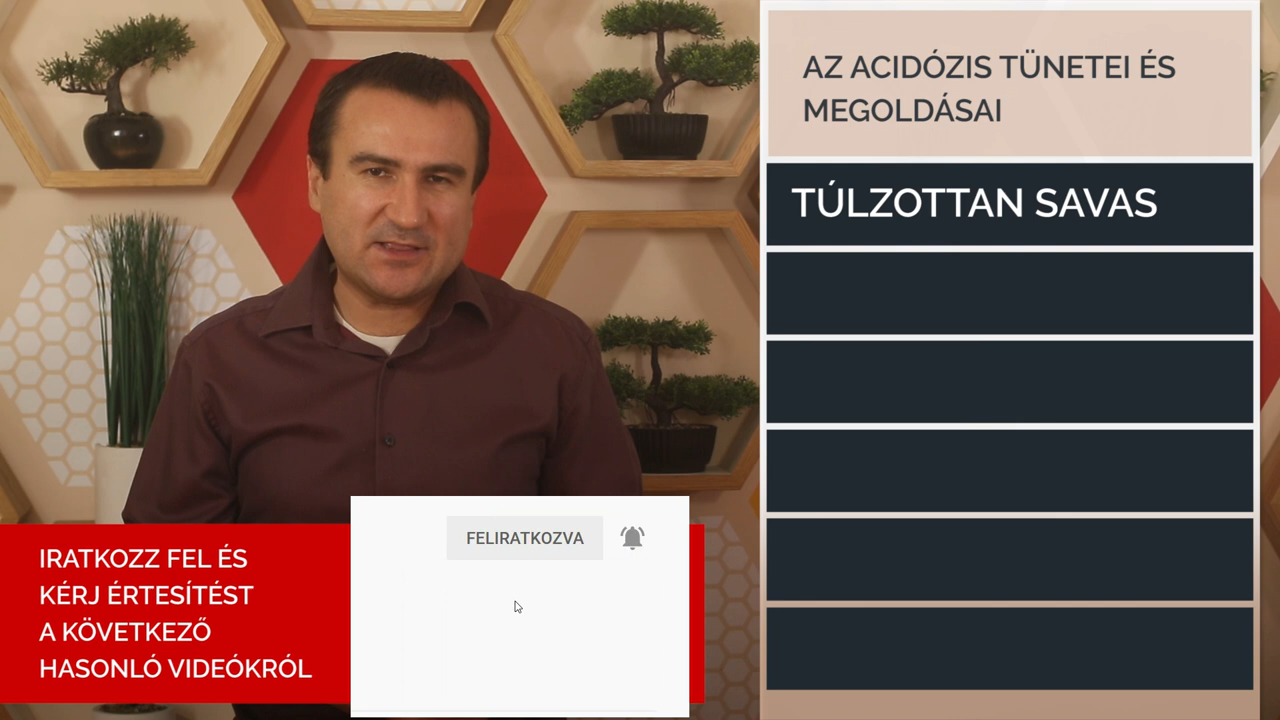 AZ ACIDÓZIS TÜNETEI ÉS
MEGOLDÁSAI
TÚLZOTTAN SAVAS
FELIRATKOZVA
IRATKOZZ FEL ÉS
KÉRJ ÉRTESÍTÉST
A KÖVETKEZŐ
HASONLÓ VIDEÓKRÓL